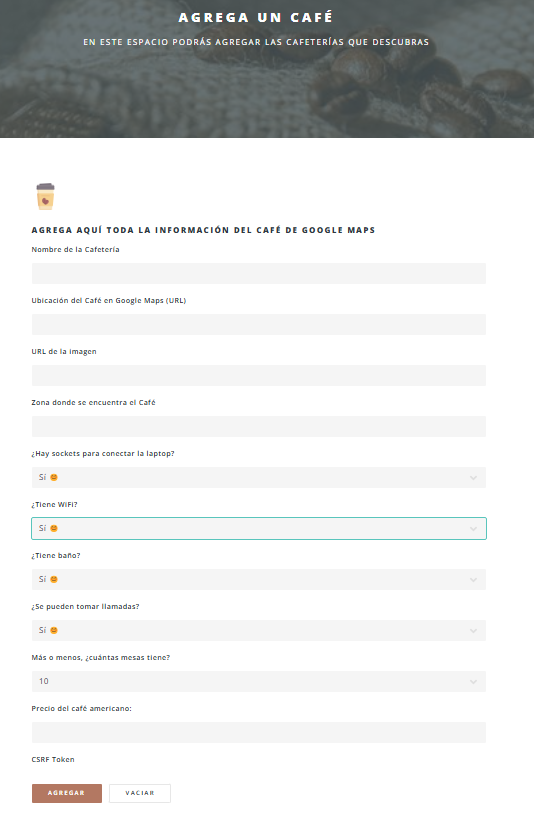 AGREGA UN CAFÉ
EN ESTE ESPACIO PODRÁS AGREGAR LAS CAFETERÍAS QUE DESCUBRAS
AGREGA AQUÍ TODA LA INFORMACIÓN DEL CAFÉ DE GOOGLE MAPS
Nombre de la Cafetería
Ubicación del Café en Google Maps (URL)
URL de la imagen
Zona donde se encuentra el Café
¿Hay sockets para conectar la laptop?
Sí 😊
¿Tiene WiFi?
Sí 😊
¿Tiene baño?
Sí 😊
¿Se pueden tomar llamadas?
Sí 😊
Más o menos, ¿cuántas mesas tiene?
10
Precio del café americano:
CSRF Token
AGREGAR VACIAR